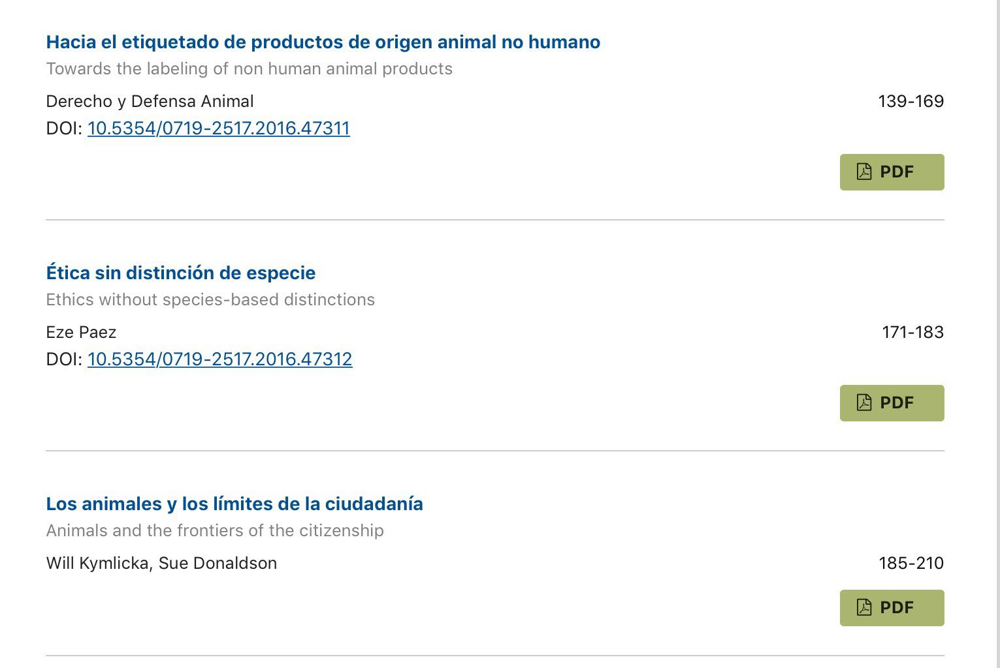 Hacia el etiquetado de productos de origen animal no humano
Towards the labeling of non human animal products
Derecho y Defensa Animal 139-169
DOI: 10.5354/0719-2517.2016.47311
PDF
Ética sin distinción de especie
Ethics without species-based distinctions
Eze Paez 171-183
DOI: 10.5354/0719-2517.2016.47312
PDF
Los animales y los límites de la ciudadanía
Animals and the frontiers of the citizenship
Will Kymlicka, Sue Donaldson 185-210
PDF